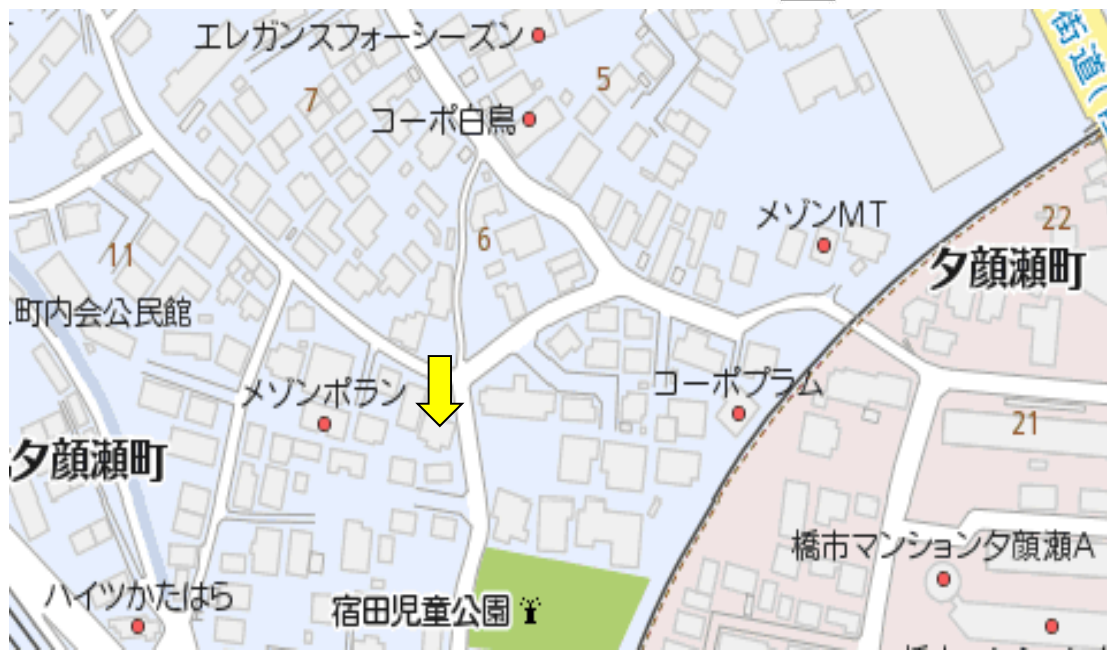 エレガンスフォーシーズン
街道(
5
7
コーポ白鳥
メゾンMT
22
6
11
夕顔瀬町
町内会公民館
メゾンポラン
コーポプラム
21
夕顔瀬町
橋市マンション夕顔瀬A
ハイツかたはら
宿田児童公園